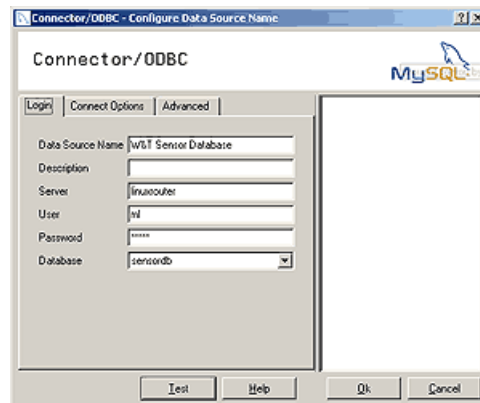 Connector/ODBC - Configure Data Source Name
Connector/ODBC
MySQL
Login Connect Options Advanced
Data Source Name W&T Sensor Database
Description
Server linuxrouter
User ml
Password *****
Database sensordb
Test Help Ok Cancel